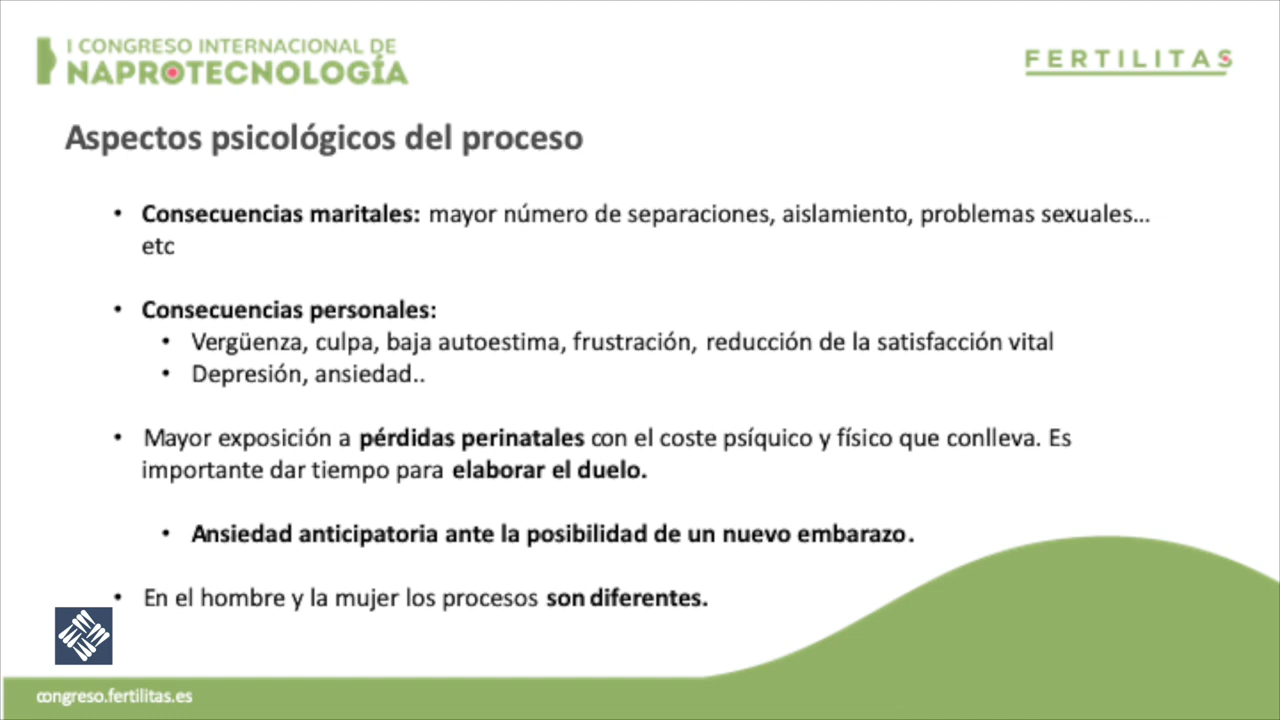 I CONGRESO INTERNACIONAL DE
NAPROTECNOLOGÍA
FERTILITAS
Aspectos psicológicos del proceso
• Consecuencias maritales: mayor número de separaciones, aislamiento, problemas sexuales...
etc
• Consecuencias personales:
• Vergüenza, culpa, baja autoestima, frustración, reducción de la satisfacción vital
• Depresión, ansiedad..
• Mayor exposición a pérdidas perinatales con el coste psíquico y físico que conlleva. Es
importante dar tiempo para elaborar el duelo.
• Ansiedad anticipatoria ante la posibilidad de un nuevo embarazo.
• En el hombre y la mujer los procesos son diferentes.
congreso.fertilitas.es